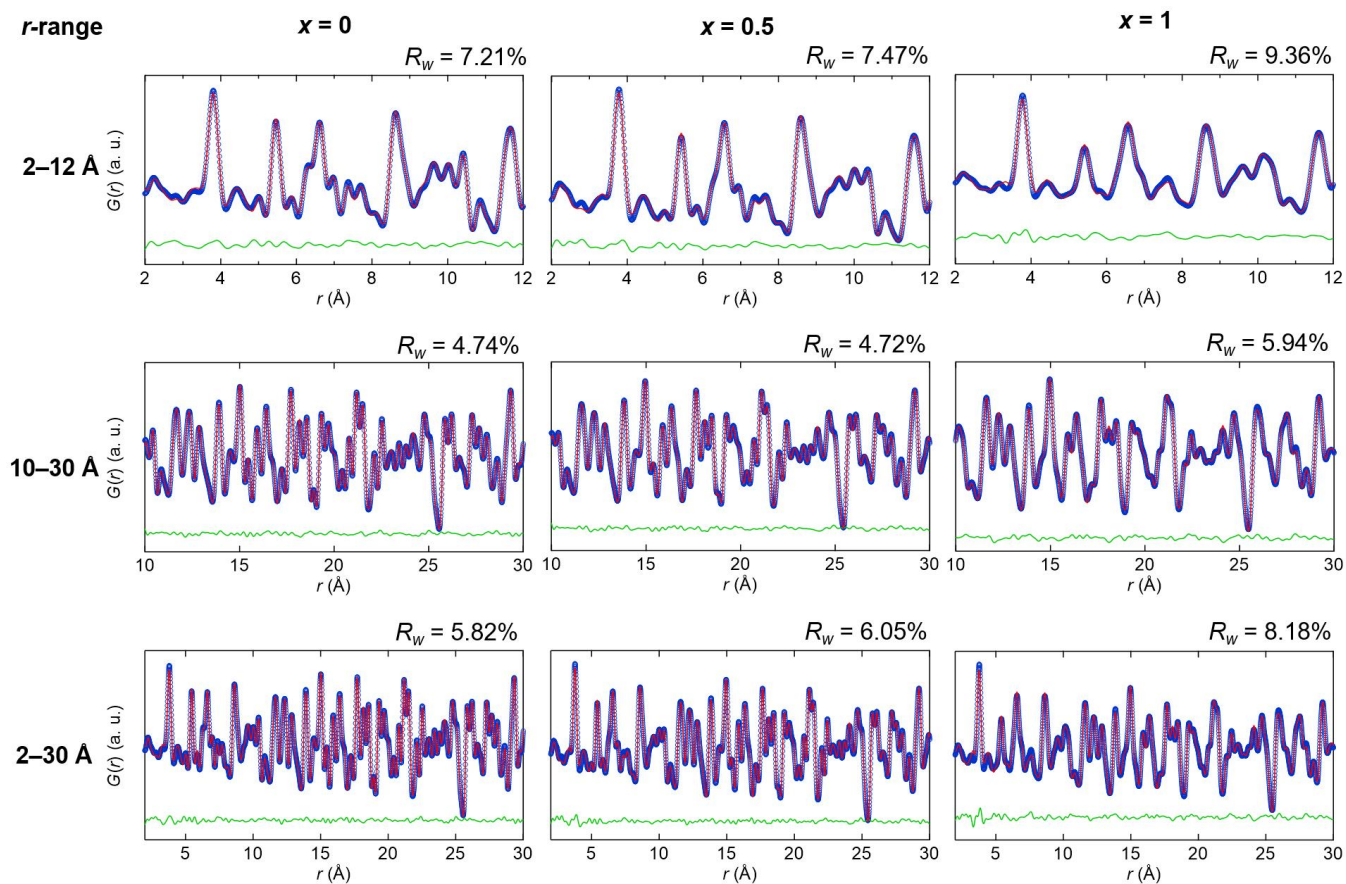 r-range
x = 0
x = 0.5
x = 1
R_w = 7.21%
R_w = 7.47%
R_w = 9.36%
2–12 Å
G(r) (a. u.)
2 4 6 8 10 12
2 4 6 8 10 12
2 4 6 8 10 12
r (Å)
r (Å)
r (Å)
R_w = 4.74%
R_w = 4.72%
R_w = 5.94%
10–30 Å
G(r) (a. u.)
10 15 20 25 30
10 15 20 25 30
10 15 20 25 30
r (Å)
r (Å)
r (Å)
R_w = 5.82%
R_w = 6.05%
R_w = 8.18%
2–30 Å
G(r) (a. u.)
5 10 15 20 25 30
5 10 15 20 25 30
5 10 15 20 25 30
r (Å)
r (Å)
r (Å)